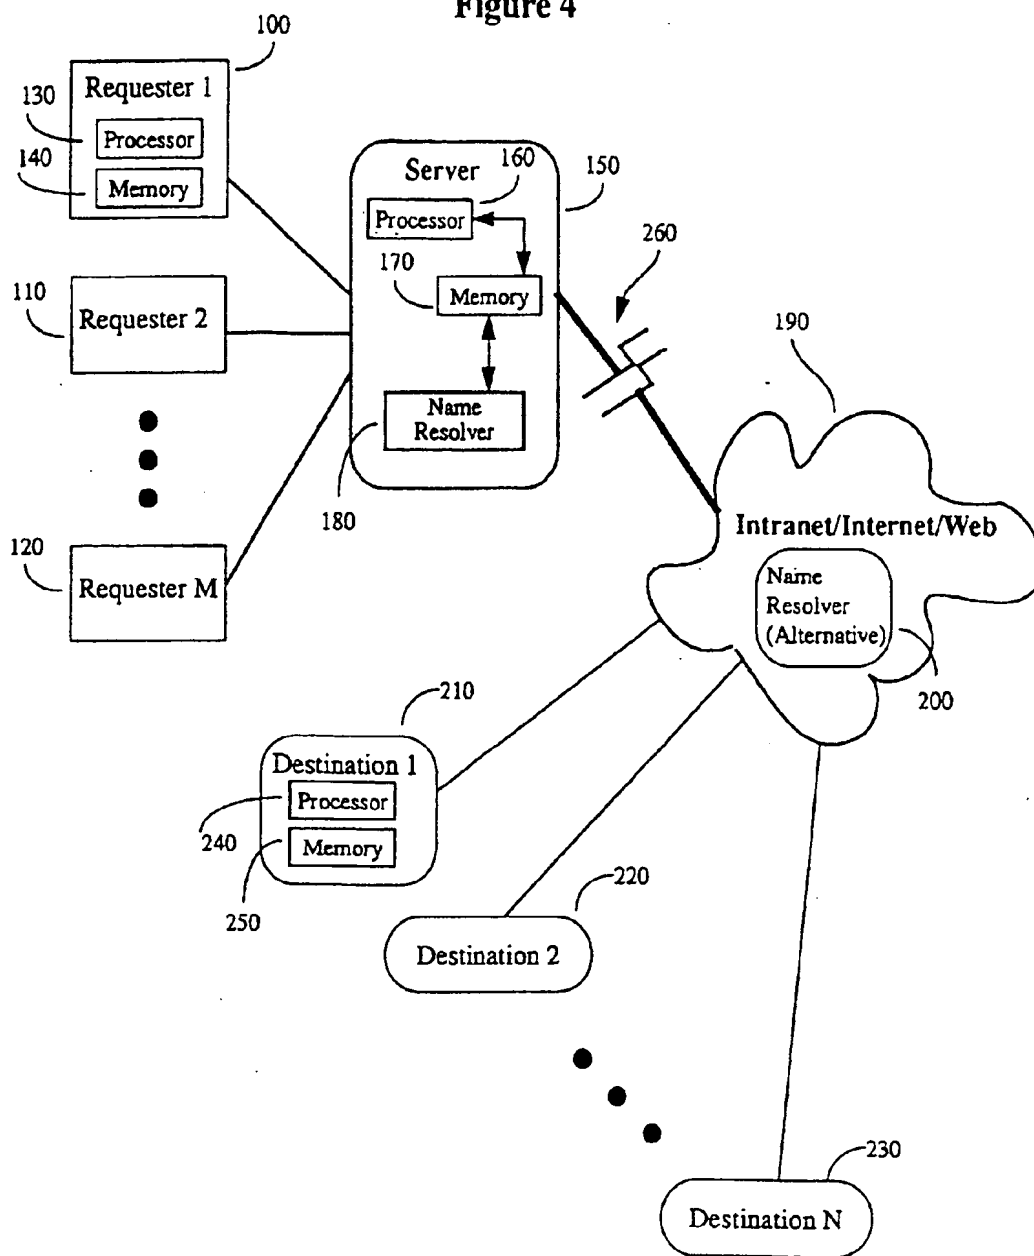 Figure 4
100
Requester 1
130
Processor
140
Memory
Server
160
150
Processor
260
170
Memory
110
Requester 2
190
Name
Resolver
180
Intranet/Internet/Web
120
Requester M
Name
Resolver
(Alternative)
200
210
Destination 1
Processor
240
Memory
250
220
Destination 2
230
Destination N